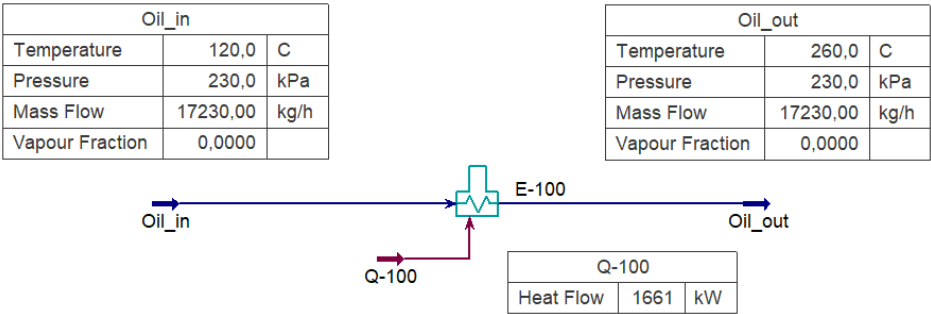 Oil_in
Temperature 120,0 C
Pressure 230,0 kPa
Mass Flow 17230,00 kg/h
Vapour Fraction 0,0000
Oil_out
Temperature 260,0 C
Pressure 230,0 kPa
Mass Flow 17230,00 kg/h
Vapour Fraction 0,0000
E-100
Oil_in
Oil_out
Q-100
Q-100
Heat Flow 1661 kW